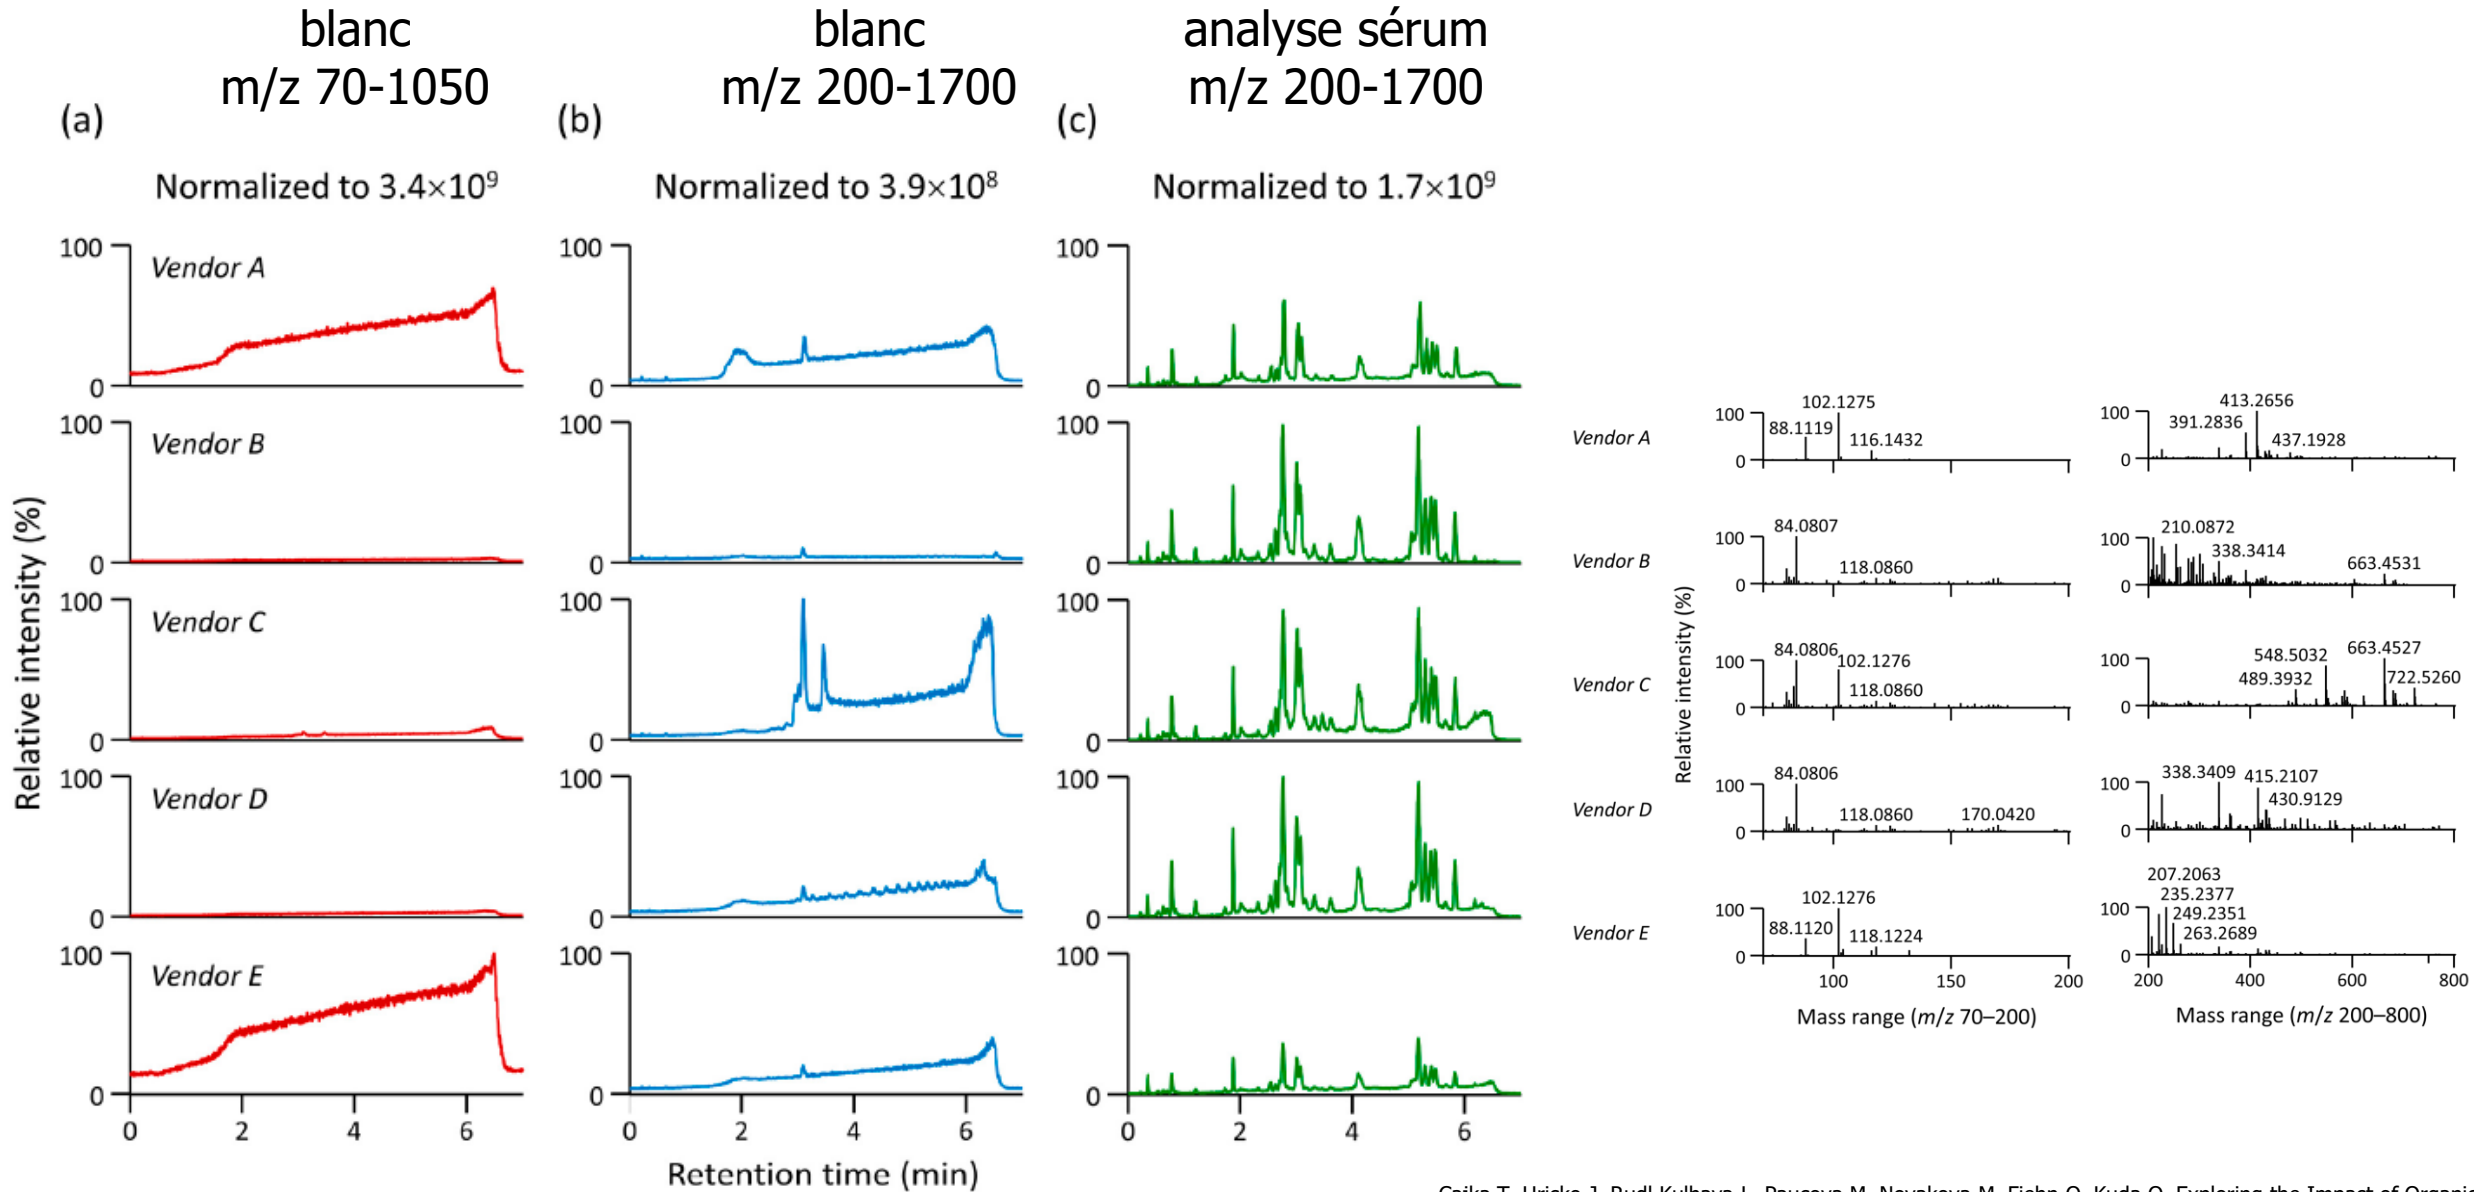 blanc
m/z 70-1050
blanc
m/z 200-1700
analyse sérum
m/z 200-1700
(a)
(b)
(c)
Normalized to 3.4×10⁹
Normalized to 3.9×10⁸
Normalized to 1.7×10⁹
Relative intensity (%)
100
Vendor A
0
100
0
100
0
100
Vendor B
0
100
0
100
0
100
Vendor C
0
100
0
100
0
100
Vendor D
0
100
0
100
0
100
Vendor E
0
100
0
100
0
0 2 4 6
0 2 4 6
0 2 4 6
Retention time (min)
Relative intensity (%)
Vendor A
100
0
102.1275
88.1119
116.1432
100
0
413.2656
391.2836
437.1928
Vendor B
100
0
84.0807
118.0860
100
0
210.0872
338.3414
663.4531
Vendor C
100
0
84.0806
102.1276
118.0860
100
0
663.4527
548.5032
489.3932
722.5260
Vendor D
100
0
84.0806
118.0860
170.0420
100
0
338.3409
415.2107
430.9129
Vendor E
100
0
102.1276
88.1120
118.1224
100
0
207.2063
235.2377
249.2351
263.2689
100 150 200
200 400 600 800
Mass range (m/z 70–200)
Mass range (m/z 200–800)